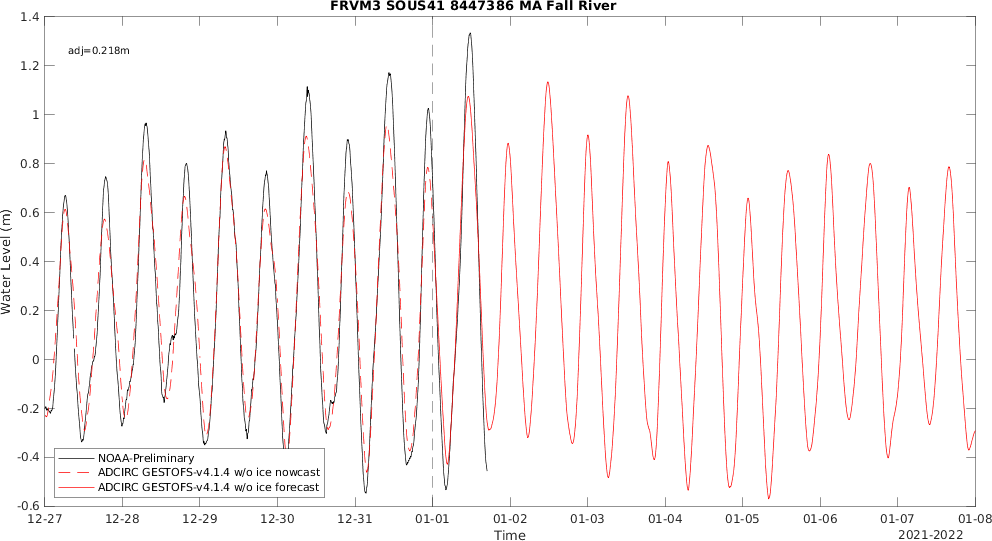 FRVM3 SOUS41 8447386 MA Fall River
adj=0.218m
1.4
1.2
1
0.8
0.6
0.4
0.2
0
-0.2
-0.4
-0.6
Water Level (m)
NOAA-Preliminary
ADCIRC GESTOFS-v4.1.4 w/o ice nowcast
ADCIRC GESTOFS-v4.1.4 w/o ice forecast
12-27 12-28 12-29 12-30 12-31 01-01 01-02 01-03 01-04 01-05 01-06 01-07 01-08
Time
2021-2022